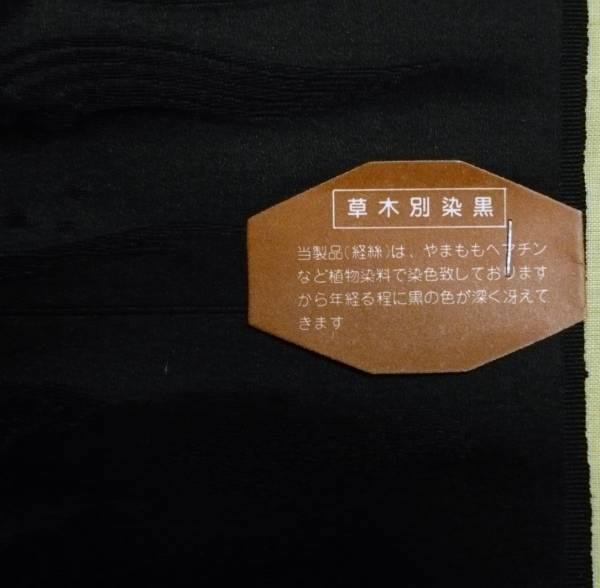 草木別染黒
当製品(経絲)は、やまももヘマチン
など植物染料で染色致しております
から年経る程に黒の色が深く冴えて
きます